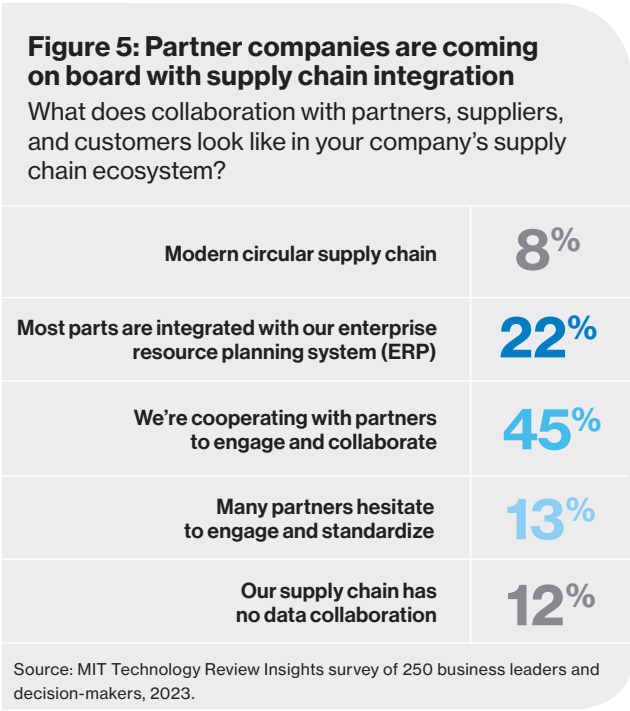 Figure 5: Partner companies are coming
on board with supply chain integration
What does collaboration with partners, suppliers,
and customers look like in your company’s supply
chain ecosystem?
Modern circular supply chain
8%
Most parts are integrated with our enterprise
resource planning system (ERP)
22%
We’re cooperating with partners
to engage and collaborate
45%
Many partners hesitate
to engage and standardize
13%
Our supply chain has
no data collaboration
12%
Source: MIT Technology Review Insights survey of 250 business leaders and
decision-makers, 2023.